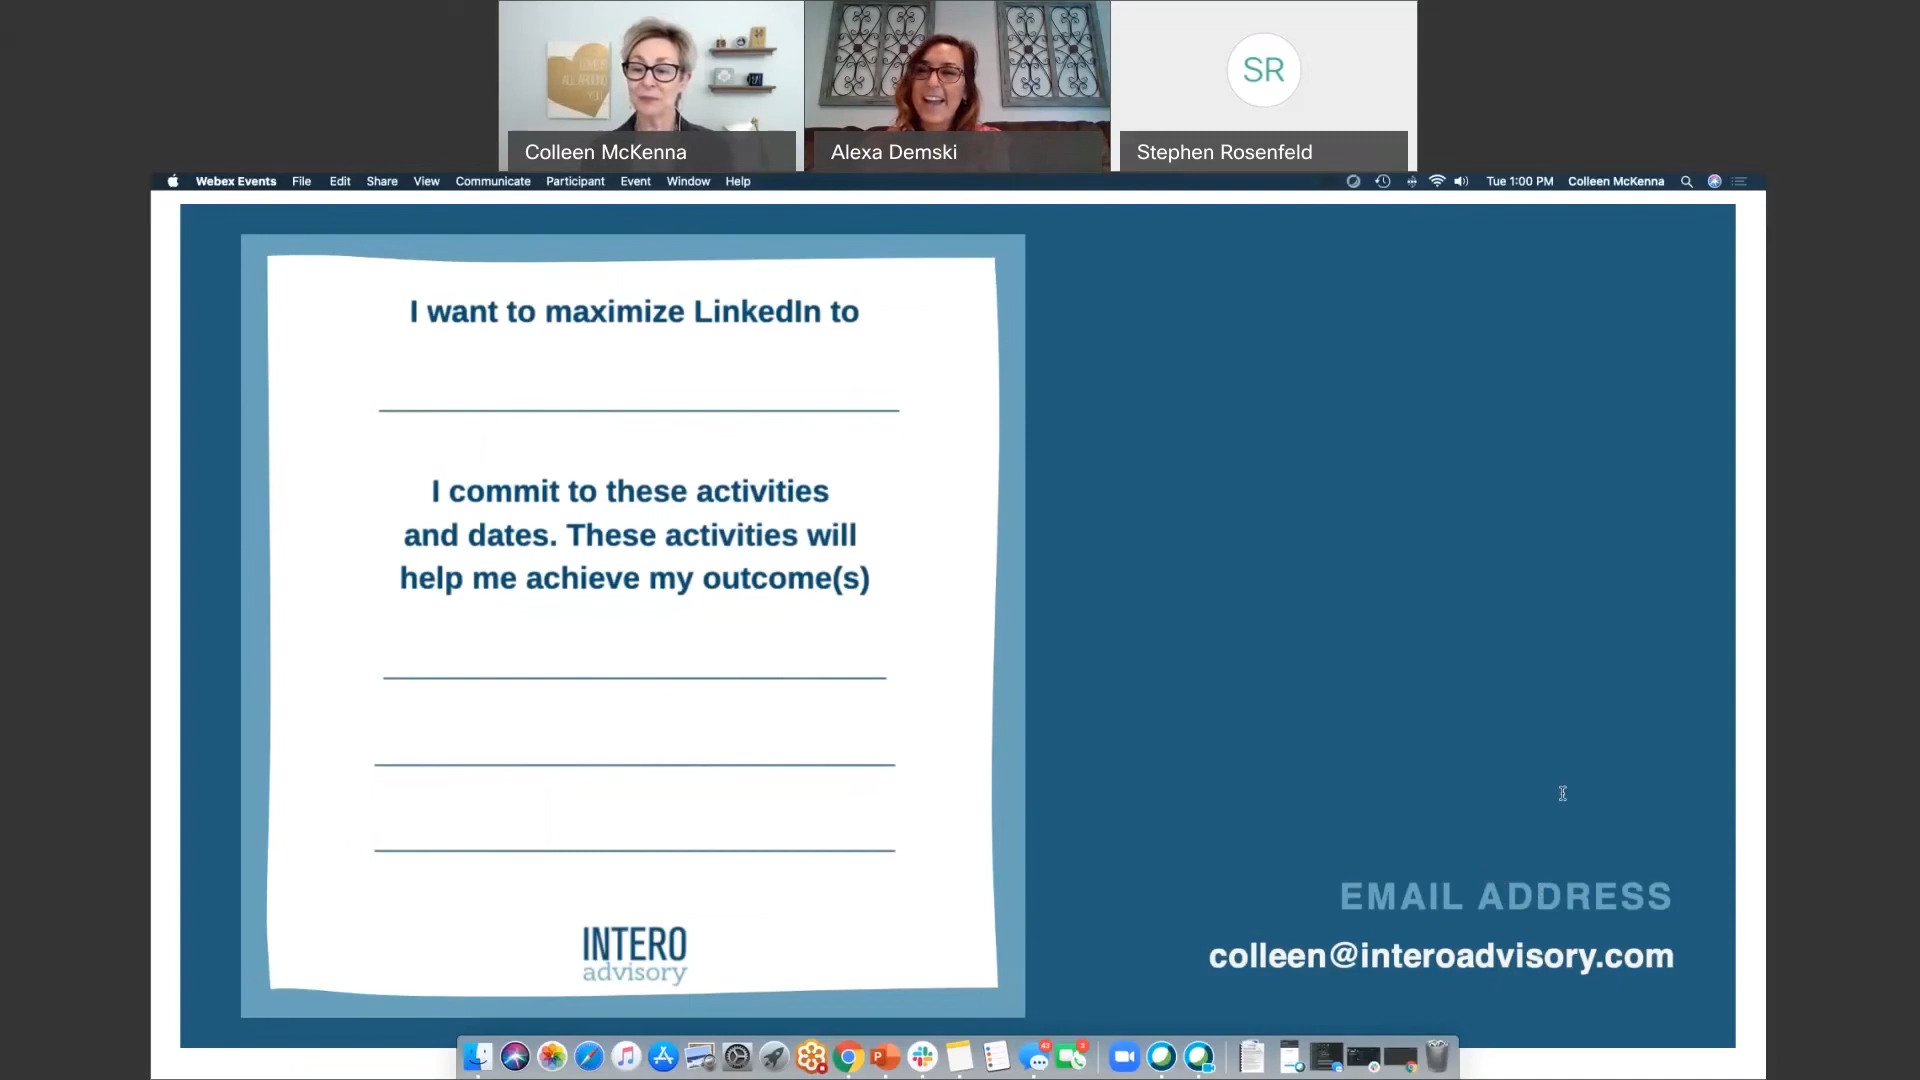 SR
Colleen McKenna
Alexa Demski
Stephen Rosenfeld
Webex Events File Edit Share View Communicate Participant Event Window Help
Tue 1:00 PM Colleen McKenna
I want to maximize LinkedIn to
I commit to these activities
and dates. These activities will
help me achieve my outcome(s)
INTERO
advisory
EMAIL ADDRESS
colleen@interoadvisory.com
43
3